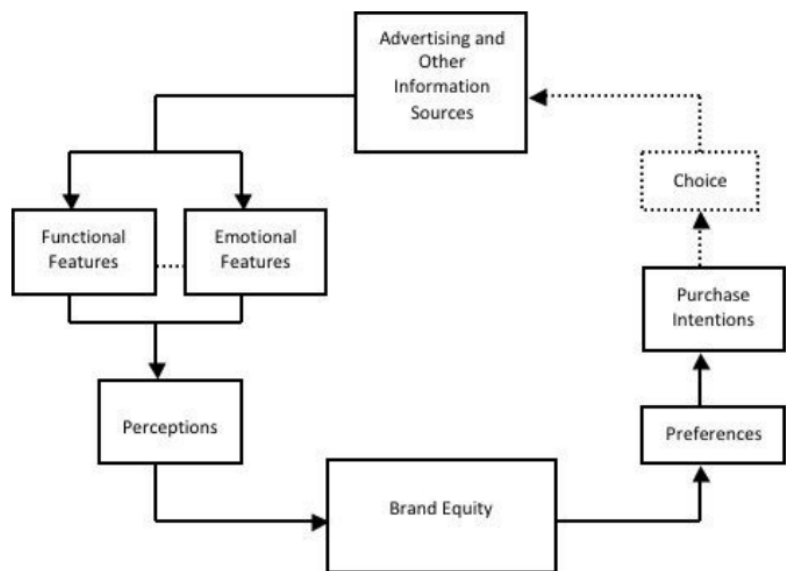 Advertising and
Other
Information
Sources
Choice
Functional
Features
Emotional
Features
Purchase
Intentions
Perceptions
Preferences
Brand Equity